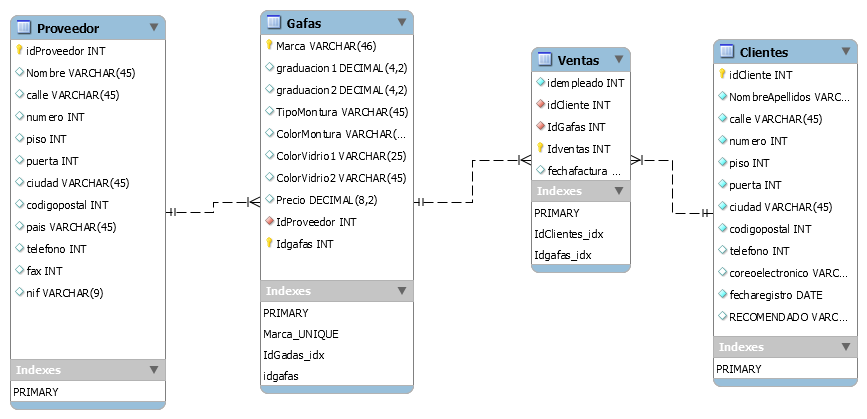 Proveedor
idProveedor INT
Nombre VARCHAR(45)
calle VARCHAR(45)
numero INT
piso INT
puerta INT
ciudad VARCHAR(45)
codigopostal INT
pais VARCHAR(45)
telefono INT
fax INT
nif VARCHAR(9)
Indexes
PRIMARY
Gafas
Marca VARCHAR(46)
graduacion1 DECIMAL(4,2)
graduacion2 DECIMAL(4,2)
TipoMontura VARCHAR(45)
ColorMontura VARCHAR(...
ColorVidrio1 VARCHAR(25)
ColorVidrio2 VARCHAR(45)
Precio DECIMAL(8,2)
IdProveedor INT
Idgafas INT
Indexes
PRIMARY
Marca_UNIQUE
IdGadas_idx
idgafas
Ventas
idempleado INT
idCliente INT
IdGafas INT
Idventas INT
fechafactura ...
Indexes
PRIMARY
IdClientes_idx
Idgafas_idx
Clientes
idCliente INT
NombreApellidos VARC...
calle VARCHAR(45)
numero INT
piso INT
puerta INT
ciudad VARCHAR(45)
codigopostal INT
telefono INT
coreoelectronico VARC...
fecharegistro DATE
RECOMENDADO VARC...
Indexes
PRIMARY